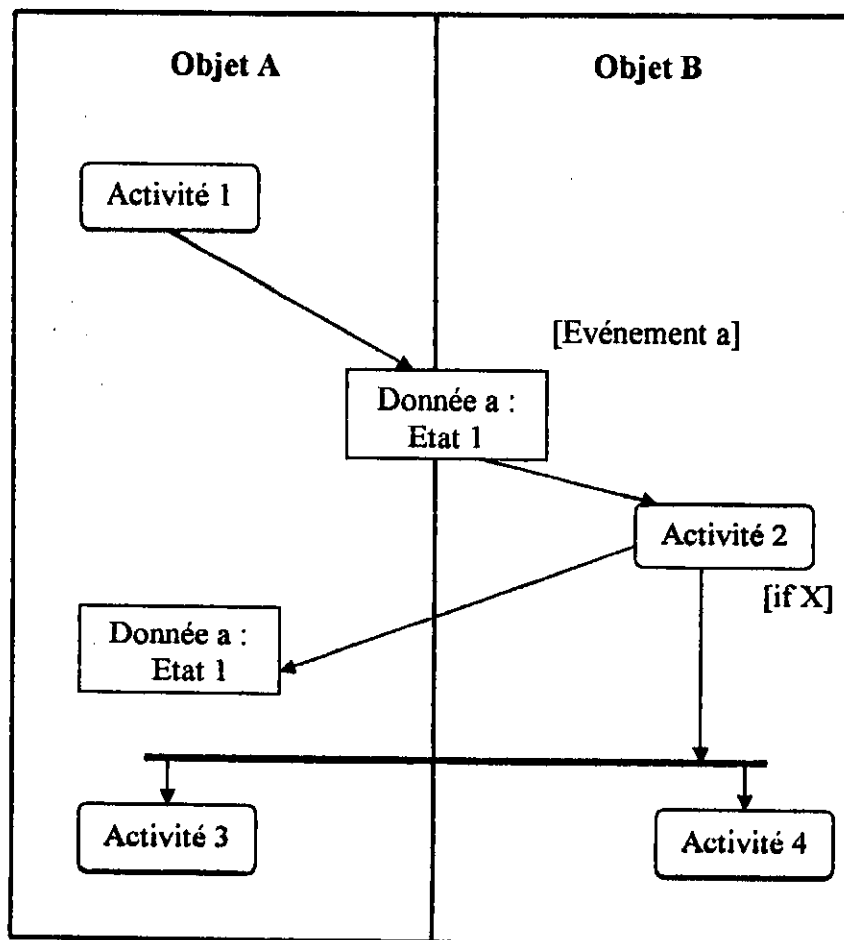 Objet A
Objet B
Activité 1
[Evénement a]
Donnée a :
Etat 1
Activité 2
[if X]
Donnée a :
Etat 1
Activité 3
Activité 4